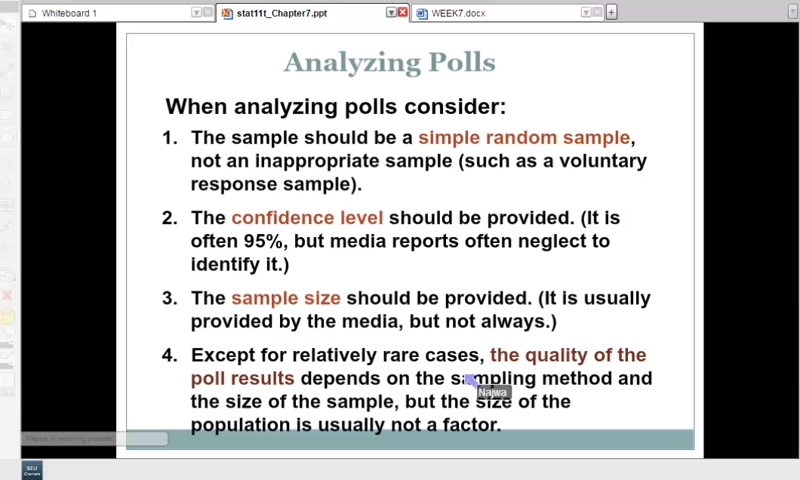 Whiteboard 1
stat11t_Chapter7.ppt
WEEK7.docx
Analyzing Polls
When analyzing polls consider:
1. The sample should be a simple random sample,
not an inappropriate sample (such as a voluntary
response sample).
2. The confidence level should be provided. (It is
often 95%, but media reports often neglect to
identify it.)
3. The sample size should be provided. (It is usually
provided by the media, but not always.)
4. Except for relatively rare cases, the quality of the
poll results depends on the sampling method and
Najwa
the size of the sample, but the size of the
population is usually not a factor.
SEU